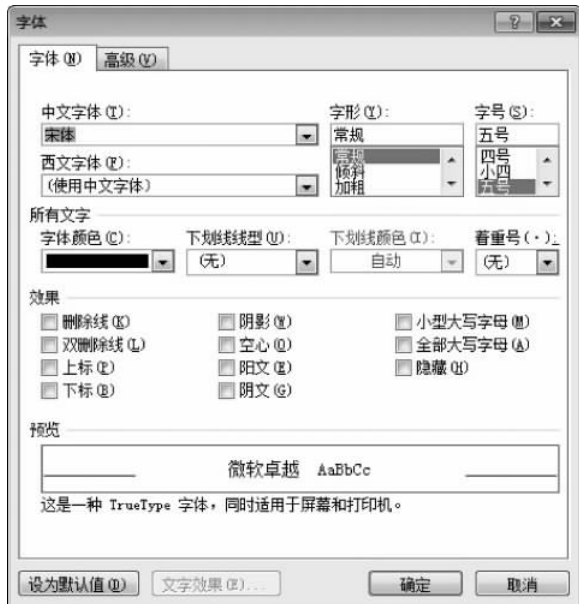 字体
字体(N) 高级(V)
中文字体(T): 字形(Y): 字号(S):
宋体 常规 五号
常规 四号
西文字体(F): 倾斜 小四
(使用中文字体) 加粗 五号
所有文字
字体颜色(C): 下划线线型(U): 下划线颜色(I): 着重号(·):
(无) 自动 (无)
效果
删除线(K) 阴影(W) 小型大写字母(M)
双删除线(L) 空心(O) 全部大写字母(A)
上标(P) 阳文(E) 隐藏(H)
下标(B) 阴文(G)
预览
微软卓越 AaBbCc
这是一种 TrueType 字体，同时适用于屏幕和打印机。
设为默认值(D) 文字效果(E)... 确定 取消